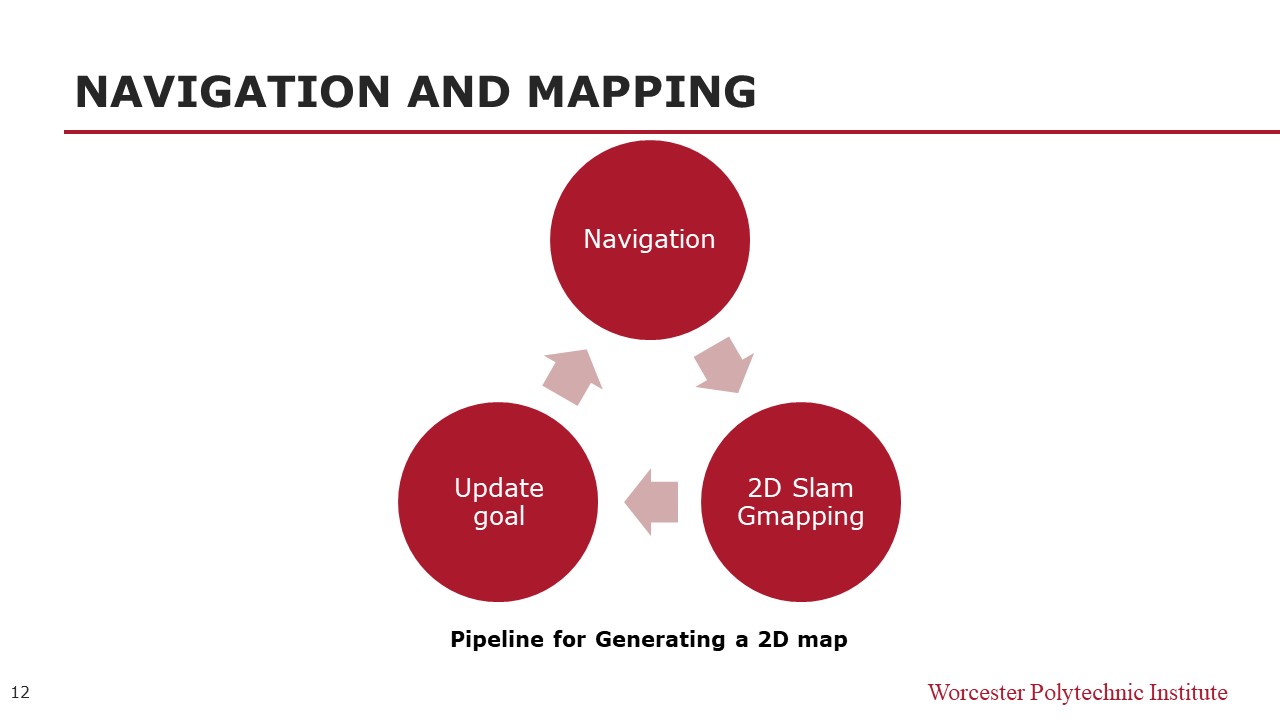 NAVIGATION AND MAPPING
Navigation
Update
goal
2D Slam
Gmapping
Pipeline for Generating a 2D map
12
Worcester Polytechnic Institute